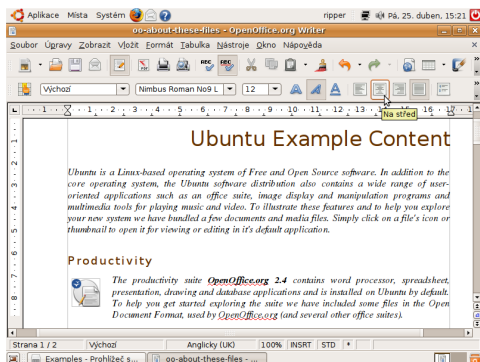 Aplikace Místa Systém ripper Pá, 25. duben, 15:21
oo-about-these-files - OpenOffice.org Writer
Soubor Úpravy Zobrazit Vložit Formát Tabulka Nástroje Okno Nápověda
Výchozí Nimbus Roman No9 L 12
Na střed
Ubuntu Example Content
Ubuntu is a Linux-based operating system of Free and Open Source software. In addition to the
core operating system, the Ubuntu software distribution also contains a wide range of user-
oriented applications such as an office suite, image display and manipulation programs and
multimedia tools for playing music and video. To illustrate these features and to help you explore
your new system we have bundled a few documents and media files. Simply click on a file's icon or
thumbnail to open it for viewing or editing in it's default application.
Productivity
The productivity suite OpenOffice.org 2.4 contains word processor, spreadsheet,
presentation, drawing and database applications and is installed on Ubuntu by default.
To help you get started exploring the suite we have included some files in the Open
Document Format, used by OpenOffice.org (and several other office suites).
Strana 1 / 2 Výchozí Anglicky (UK) 100% INSRT STD *
Examples - Prohlížeč s... oo-about-these-files - ...